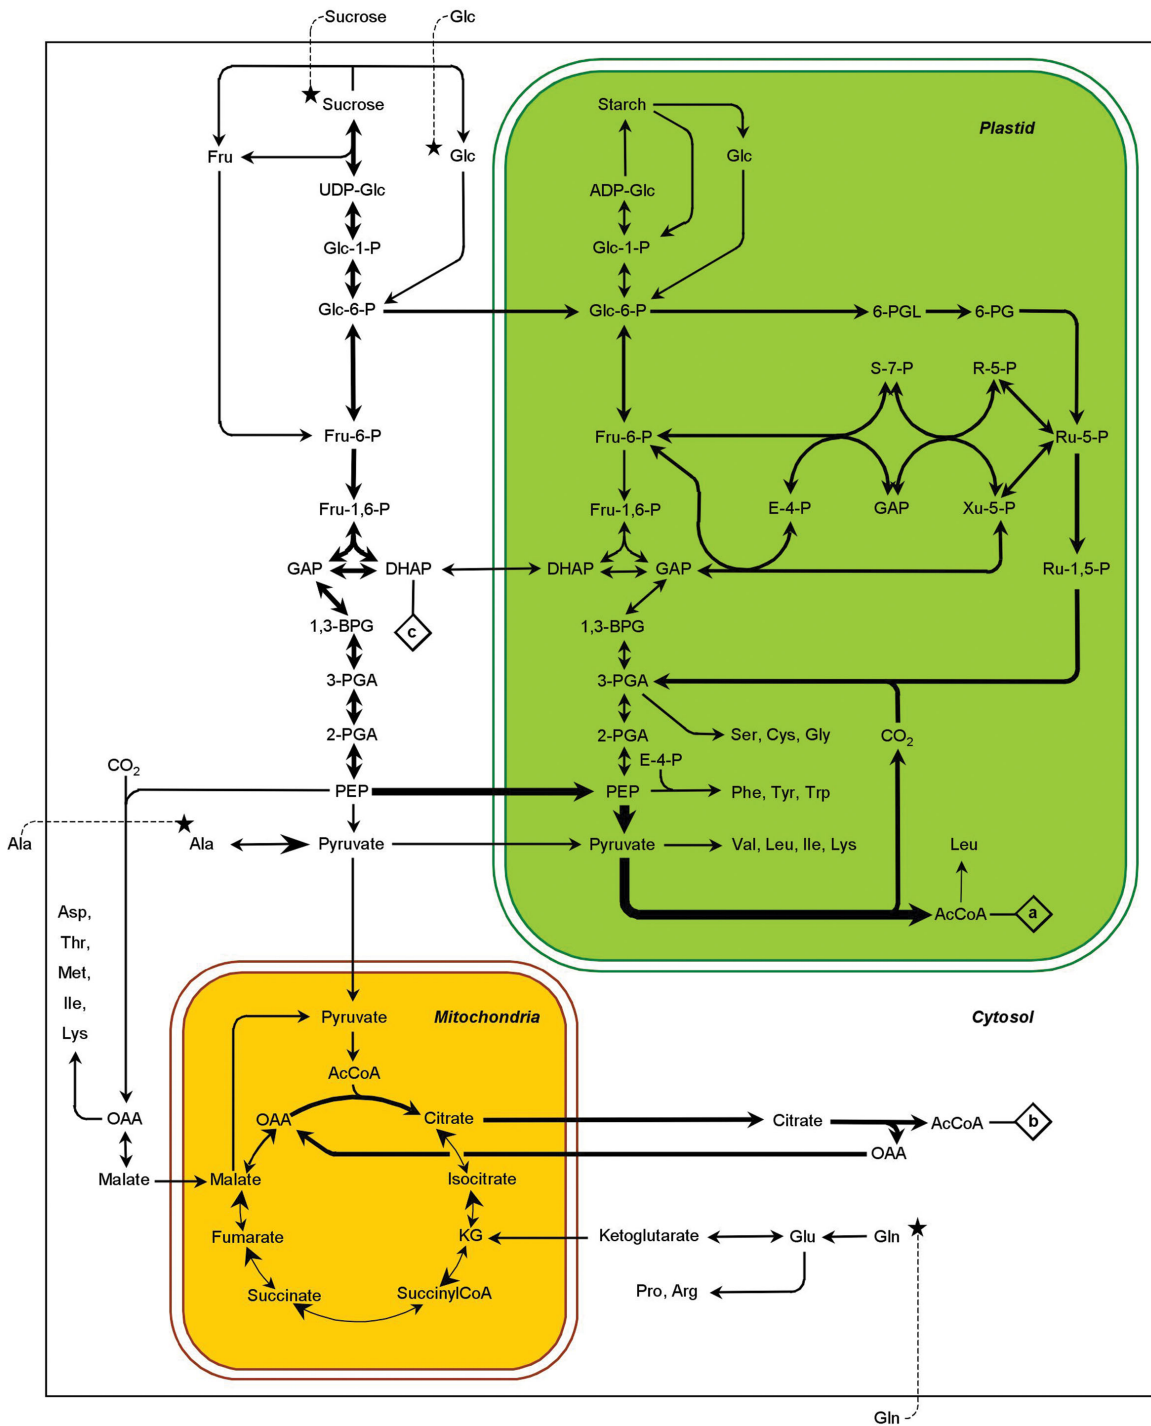 Sucrose
Glc
Sucrose
Starch
Plastid
Fru
Glc
Glc
UDP-Glc
ADP-Glc
Glc-1-P
Glc-1-P
Glc-6-P
Glc-6-P
6-PGL
6-PG
S-7-P
R-5-P
Fru-6-P
Fru-6-P
Ru-5-P
Fru-1,6-P
Fru-1,6-P
E-4-P
GAP
Xu-5-P
GAP
DHAP
DHAP
GAP
Ru-1,5-P
1,3-BPG
c
1,3-BPG
3-PGA
3-PGA
2-PGA
2-PGA
Ser, Cys, Gly
CO2
CO2
E-4-P
PEP
PEP
Phe, Tyr, Trp
Ala
Ala
Pyruvate
Pyruvate
Val, Leu, Ile, Lys
Leu
Asp,
Thr,
Met,
Ile,
Lys
AcCoA
a
Pyruvate
Mitochondria
Cytosol
AcCoA
OAA
OAA
Citrate
Citrate
AcCoA
b
OAA
Malate
Malate
Isocitrate
Fumarate
KG
Ketoglutarate
Glu
Gln
Succinate
SuccinylCoA
Pro, Arg
Gln